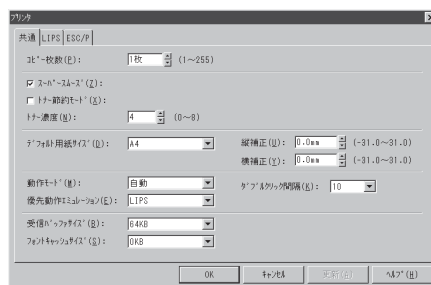 プリンタ
共通 LIPS ESC/P
ｺﾋﾟｰ枚数(P): 1枚 (1～255)
ｽｰﾊﾟｰｽﾑｰｽﾞ(Z):
ﾄﾅｰ節約ﾓｰﾄﾞ(X):
ﾄﾅｰ濃度(N): 4 (0～8)
ﾃﾞﾌｫﾙﾄ用紙ｻｲｽﾞ(D): A4 縦補正(U): 0.0mm (-31.0～31.0)
横補正(Y): 0.0mm (-31.0～31.0)
動作ﾓｰﾄﾞ(M): 自動 ﾀﾞﾌﾞﾙｸﾘｯｸ間隔(K): 10
優先動作ｴﾐｭﾚｰｼｮﾝ(E): LIPS
受信ﾊﾞｯﾌｧｻｲｽﾞ(B): 64KB
ﾌｫﾝﾄｷｬｯｼｭｻｲｽﾞ(S): 0KB
OK ｷｬﾝｾﾙ 更新(A) ﾍﾙﾌﾟ(H)